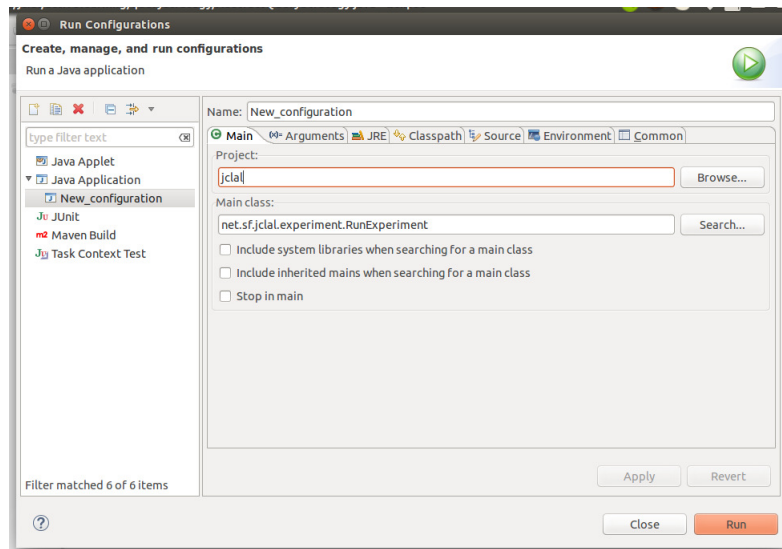 Run Configurations
Create, manage, and run configurations
Run a Java application
type filter text
Java Applet
Java Application
New_configuration
Ju JUnit
m2 Maven Build
Ju Task Context Test
Filter matched 6 of 6 items
Name: New_configuration
Main (x)= Arguments JRE Classpath Source Environment Common
Project:
jclal Browse...
Main class:
net.sf.jclal.experiment.RunExperiment Search...
Include system libraries when searching for a main class
Include inherited mains when searching for a main class
Stop in main
Apply Revert
? Close Run